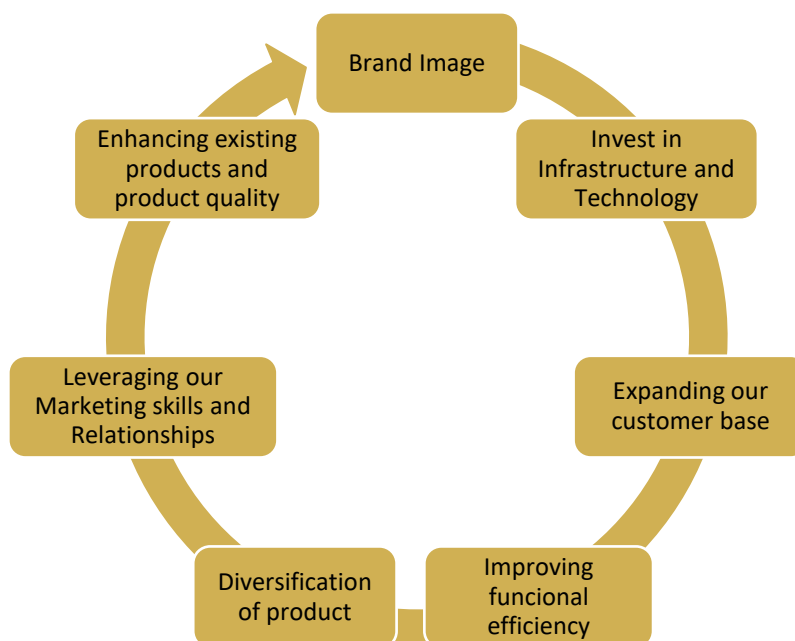 Brand Image
Invest in
Infrastructure and
Technology
Expanding our
customer base
Improving
funcional
efficiency
Diversification
of product
Leveraging our
Marketing skills and
Relationships
Enhancing existing
products and
product quality